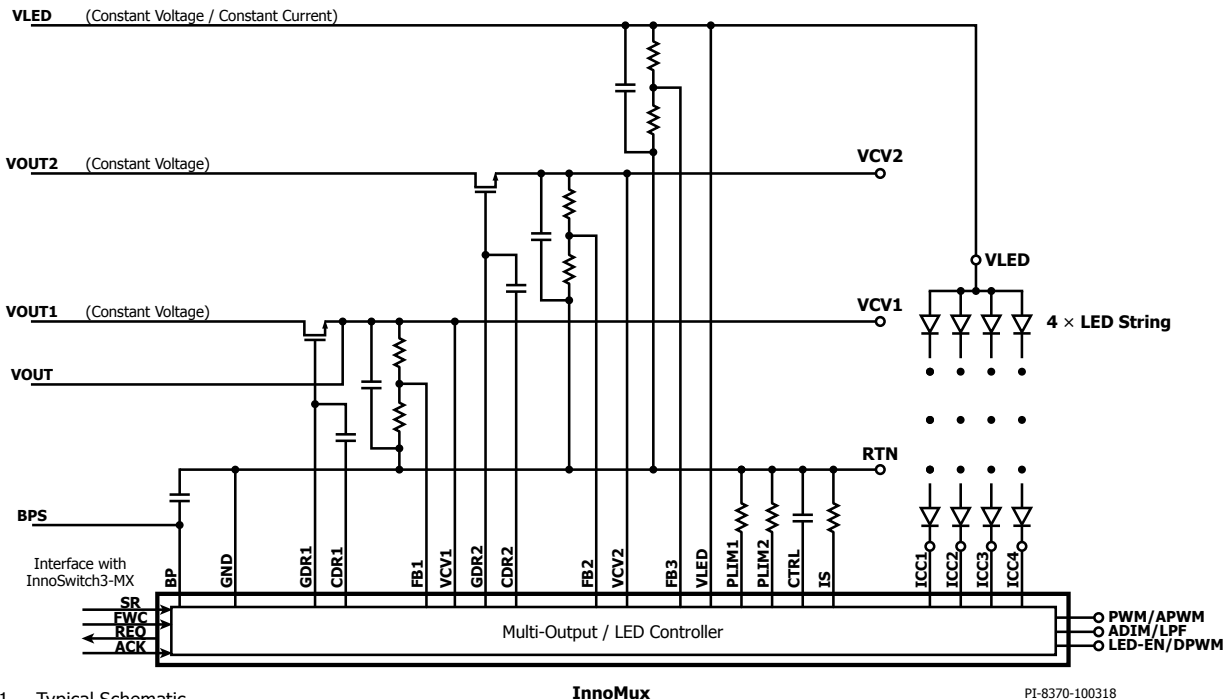 VLED (Constant Voltage / Constant Current)
VOUT2 (Constant Voltage)
VCV2
VLED
VOUT1 (Constant Voltage)
VCV1
4 × LED String
VOUT
RTN
BPS
Interface with
InnoSwitch3-MX
BP
GND
GDR1
CDR1
FB1
VCV1
GDR2
CDR2
FB2
VCV2
FB3
VLED
PLIM1
PLIM2
CTRL
IS
ICC1
ICC2
ICC3
ICC4
SR
FWC
REQ
ACK
Multi-Output / LED Controller
PWM/APWM
ADIM/LPF
LED-EN/DPWM
1 Typical Schematic
InnoMux
PI-8370-100318